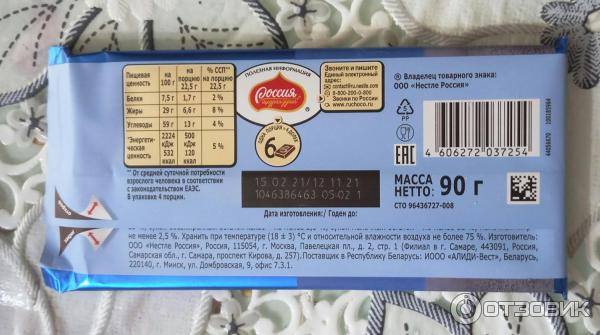 Пищевая ценность
на 100 г
на порцию 22,5 г
% ССП** на порцию 22,5 г
Белки 7,5 г 1,7 г 2 %
Жиры 29 г 6,6 г 8 %
Углеводы 59 г 13 г 4 %
*Энергетическая ценность 2224 кДж 532 ккал 500 кДж 120 ккал 5 %
** От средней суточной потребности
взрослого человека в соответствии
с законодательством ЕАЭС.
В упаковке 4 порции.
ПОЛЕЗНАЯ ИНФОРМАЦИЯ
Россия
щедрая душа!
ОДНА ПОРЦИЯ
6
Звоните и пишите
Единый электронный адрес:
contact@ru.nestle.com
8-800-200-0-800
Звонки по России
www.ruchoco.ru
15 02 21/12 11 21
1046386463 05:02 1
Дата изготовления: / Годен до:
® Владелец товарного знака:
ООО «Нестле Россия»
5
PS
EAC
4 606272 037254
МАССА
НЕТТО: 90 г
СТО 96436727-008
не менее 2,5 %. Хранить при температуре (18 ± 3) °С и относительной влажности воздуха не более 75 %. Изготовитель:
ООО «Нестле Россия», Россия, 115054, г. Москва, Павелецкая пл., д. 2, стр. 1 (Филиал в г. Самаре, 443091, Россия,
Самарская обл., г. Самара, проспект Кирова, д. 257).Поставщик в Республику Беларусь: ИООО «АЛИДИ-Вест», Беларусь,
220140, г. Минск, ул. Домбровская, 9, офис 7.3.1.
ОТЗОВИК